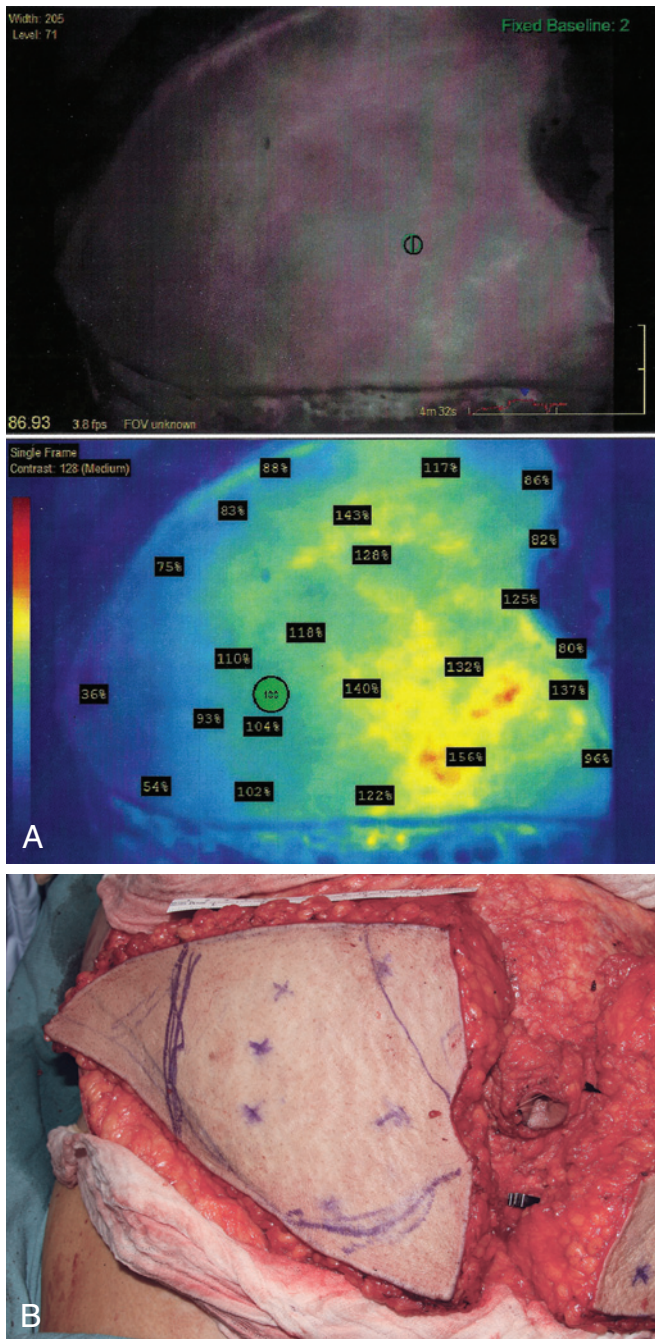 Width: 205
Level: 71
Fixed Baseline: 2
4m 32s
86.93 3.8 fps FOV unknown
Single Frame
Contrast: 128 (Medium)
88% 117% 86%
83% 143%
128% 82%
75%
125%
118%
110% 132% 80%
36% 100 140% 137%
93% 104%
156% 96%
54% 102% 122%
A
B